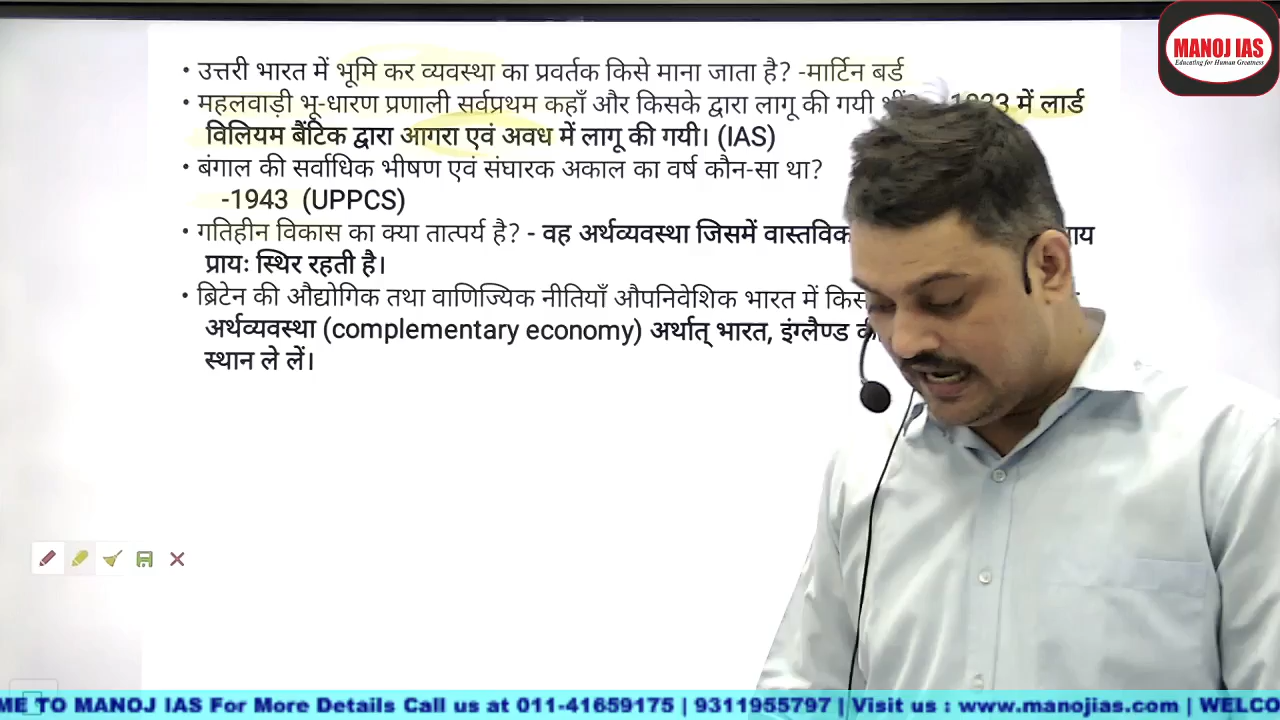 MANOJ IAS
Educating for Human Greatness
• उत्तरी भारत में भूमि कर व्यवस्था का प्रवर्तक किसे माना जाता है? -मार्टिन बर्ड
• महलवाड़ी भू-धारण प्रणाली सर्वप्रथम कहाँ और किसके द्वारा लागू की गयी में लार्ड
विलियम बैंटिक द्वारा आगरा एवं अवध में लागू की गयी। (IAS)
• बंगाल की सर्वाधिक भीषण एवं संघारक अकाल का वर्ष कौन-सा था?
-1943 (UPPCS)
• गतिहीन विकास का क्या तात्पर्य है? - वह अर्थव्यवस्था जिसमें वास्तविक
प्रायः स्थिर रहती है।
• ब्रिटेन की औद्योगिक तथा वाणिज्यिक नीतियाँ औपनिवेशिक भारत में
अर्थव्यवस्था (complementary economy) अर्थात् भारत, इंग्लैण्ड
स्थान ले लें।
ME TO MANOJ IAS For More Details Call us at 011-41659175 | 9311955797 | Visit us : www.manojias.com | WELCO